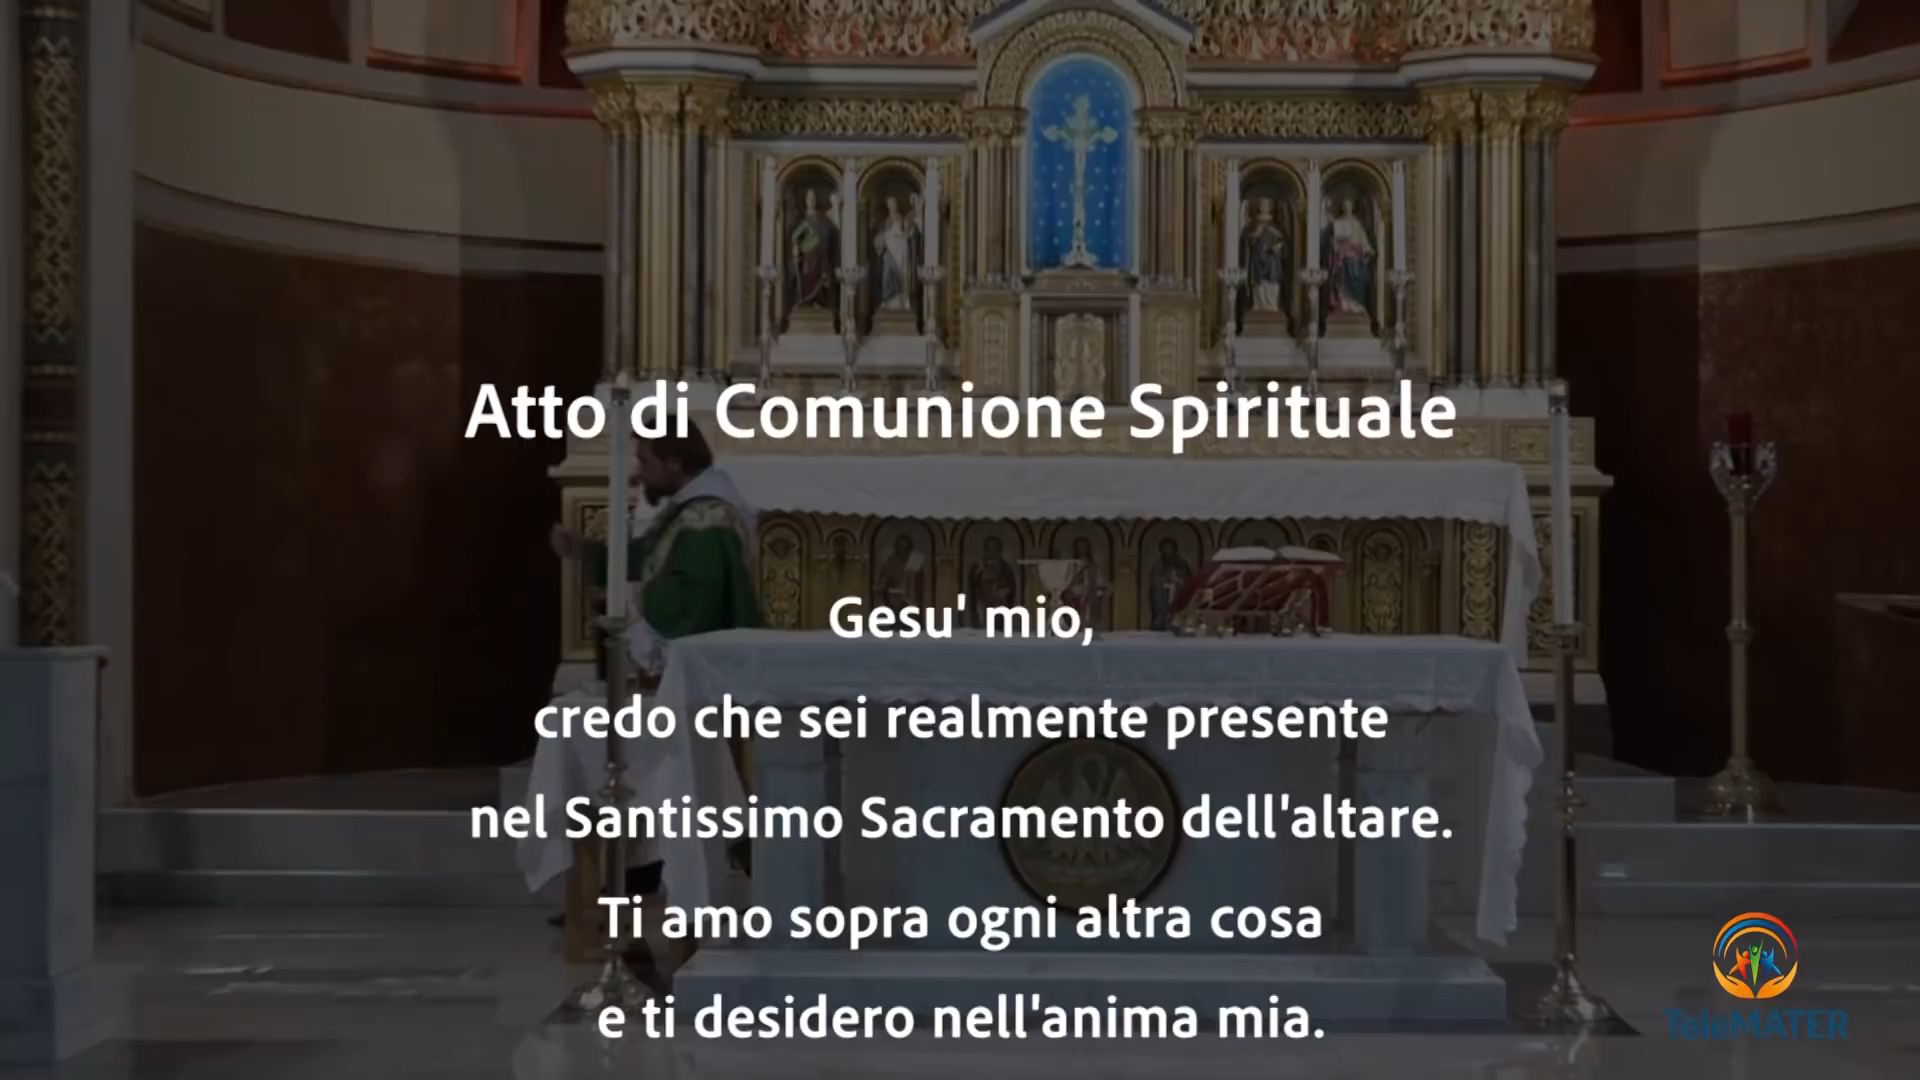 Atto di Comunione Spirituale
Gesu' mio,
credo che sei realmente presente
nel Santissimo Sacramento dell'altare.
Ti amo sopra ogni altra cosa
e ti desidero nell'anima mia.
TeleMATER